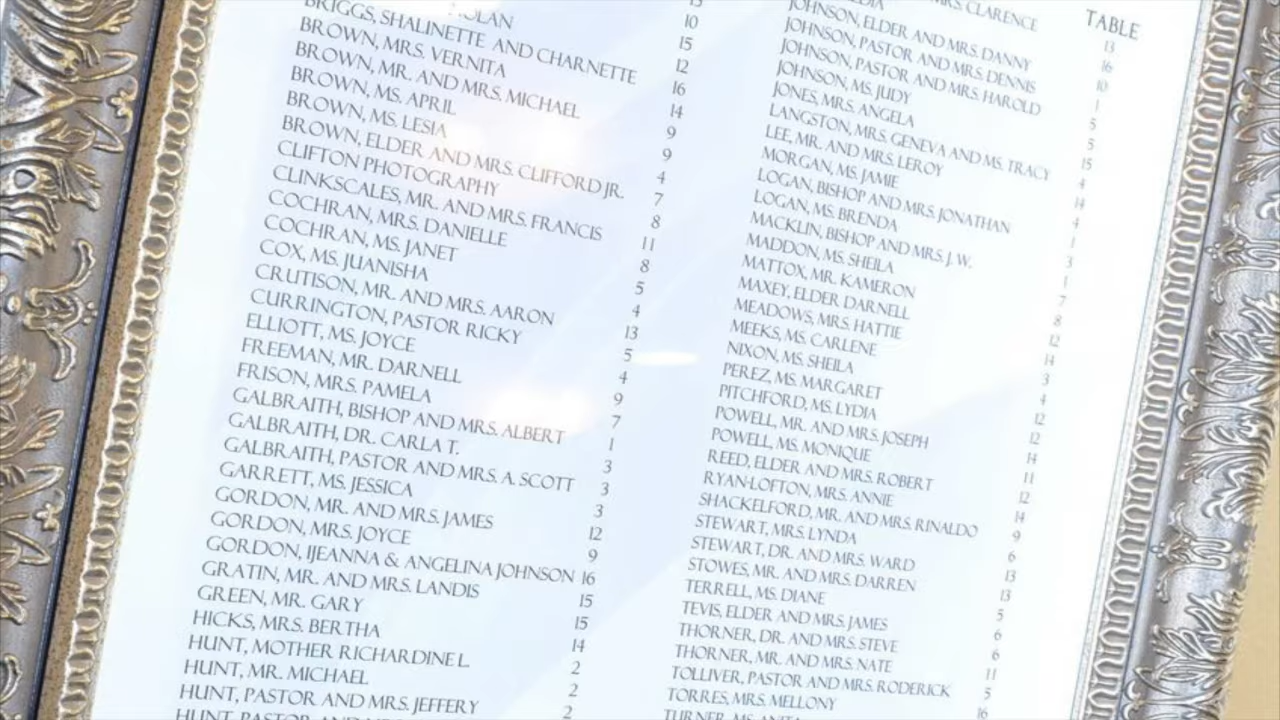 BRIGGS, SHALINETTE AND CHARNETTE
BROWN, MRS. VERNITA
BROWN, MR. AND MRS. MICHAEL
BROWN, MS. APRIL
BROWN, MS. LESIA
BROWN, ELDER AND MRS. CLIFFORD JR.
CLIFTON PHOTOGRAPHY
CLINKSCALES, MR. AND MRS. FRANCIS
COCHRAN, MRS. DANIELLE
COCHRAN, MS. JANET
COX, MS. JUANISHA
CRUTISON, MR. AND MRS. AARON
CURRINGTON, PASTOR RICKY
ELLIOTT, MS. JOYCE
FREEMAN, MR. DARNELL
FRISON, MRS. PAMELA
GALBRAITH, BISHOP AND MRS. ALBERT
GALBRAITH, DR. CARLA T.
GALBRAITH, PASTOR AND MRS. A. SCOTT
GARRETT, MS. JESSICA
GORDON, MR. AND MRS. JAMES
GORDON, MRS. JOYCE
GORDON, IJEANNA & ANGELINA JOHNSON
GRATIN, MR. AND MRS. LANDIS
GREEN, MR. GARY
HICKS, MRS. BERTHA
HUNT, MOTHER RICHARDINE L.
HUNT, MR. MICHAEL
HUNT, PASTOR AND MRS. JEFFERY
HUNT, PASTOR AND
10
15
12
16
14
9
9
4
7
8
11
8
5
4
13
5
4
9
7
1
3
3
3
12
9
16
15
15
14
2
2
2
MRS. CLARENCE
JOHNSON, ELDER AND MRS. DANNY
JOHNSON, PASTOR AND MRS. DENNIS
JOHNSON, PASTOR AND MRS. HAROLD
JOHNSON, MS. JUDY
JONES, MRS. ANGELA
LANGSTON, MRS. GENEVA AND MS. TRACY
LEE, MR. AND MRS. LEROY
MORGAN, MS. JAMIE
LOGAN, BISHOP AND MRS. JONATHAN
LOGAN, MS. BRENDA
MACKLIN, BISHOP AND MRS. J. W.
MADDON, MS. SHEILA
MATTOX, MR. KAMERON
MAXEY, ELDER DARNELL
MEADOWS, MRS. HATTIE
MEEKS, MS. CARLENE
NIXON, MS. SHEILA
PEREZ, MS. MARGARET
PITCHFORD, MS. LYDIA
POWELL, MR. AND MRS. JOSEPH
POWELL, MS. MONIQUE
REED, ELDER AND MRS. ROBERT
RYAN-LOFTON, MRS. ANNIE
SHACKELFORD, MR. AND MRS. RINALDO
STEWART, MRS. LYNDA
STEWART, DR. AND MRS. WARD
STOWES, MR. AND MRS. DARREN
TERRELL, MS. DIANE
TEVIS, ELDER AND MRS. JAMES
THORNER, DR. AND MRS. STEVE
THORNER, MR. AND MRS. NATE
TOLLIVER, PASTOR AND MRS. RODERICK
TORRES, MRS. MELLONY
TURNER, MS.
TABLE
13
16
10
1
5
5
15
4
14
4
1
3
1
7
8
12
14
3
4
12
12
14
11
12
14
9
6
13
13
5
6
6
11
5
16